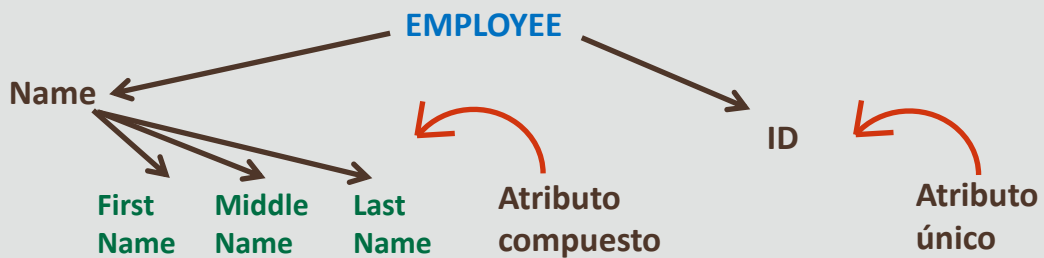 EMPLOYEE
Name
ID
First
Name
Middle
Name
Last
Name
Atributo
compuesto
Atributo
único